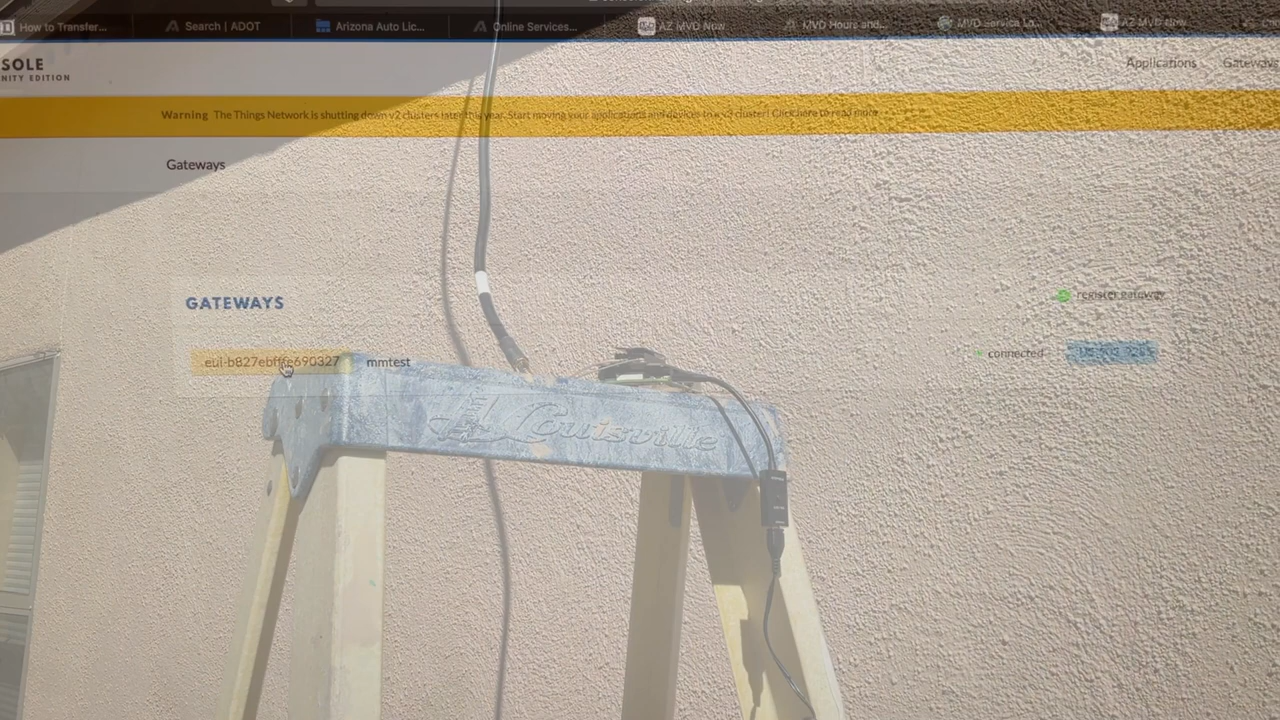 How to Transfer...
Search | ADOT
Arizona Auto Lic...
Online Services...
AZ MVD Now
MVD Hours and...
MVD Service Lo...
AZ MVD Now
SOLE
NITY EDITION
Applications
Gateways
Warning The Things Network is shutting down v2 clusters later this year. Start moving your applications and devices to a v3 cluster! Click here to read more
Gateways
GATEWAYS
register gateway
eui-b827ebfffe690327
mmtest
connected
Louisville